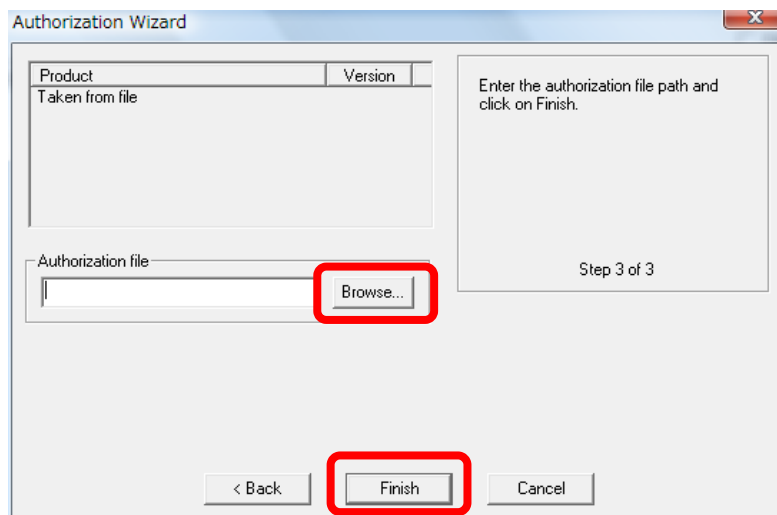 Authorization Wizard
Product Version
Taken from file
Enter the authorization file path and
click on Finish.
Step 3 of 3
Authorization file
Browse...
< Back Finish Cancel